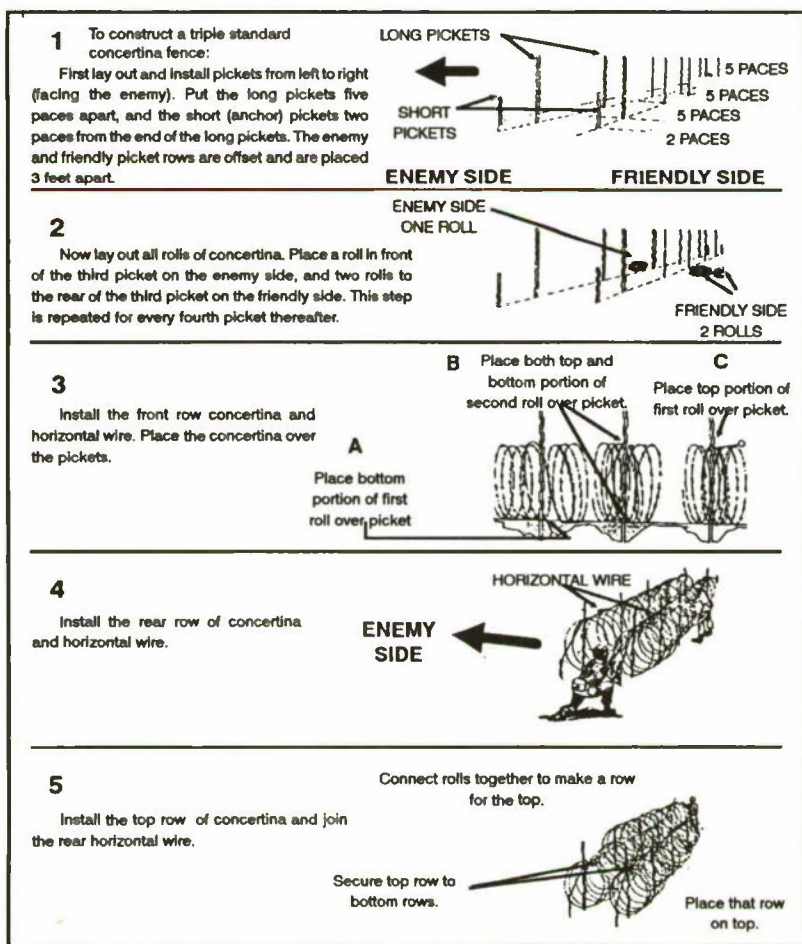 1
To construct a triple standard
concertina fence:
First lay out and install pickets from left to right
(facing the enemy). Put the long pickets five
paces apart, and the short (anchor) pickets two
paces from the end of the long pickets. The enemy
and friendly picket rows are offset and are placed
3 feet apart.
LONG PICKETS
SHORT
PICKETS
5 PACES
5 PACES
5 PACES
2 PACES
ENEMY SIDE
FRIENDLY SIDE
2
Now lay out all rolls of concertina. Place a roll in front
of the third picket on the enemy side, and two rolls to
the rear of the third picket on the friendly side. This step
is repeated for every fourth picket thereafter.
ENEMY SIDE
ONE ROLL
FRIENDLY SIDE
2 ROLLS
3
Install the front row concertina and
horizontal wire. Place the concertina over
the pickets.
A
Place bottom
portion of first
roll over picket
B
Place both top and
bottom portion of
second roll over picket.
C
Place top portion of
first roll over picket.
4
Install the rear row of concertina
and horizontal wire.
ENEMY
SIDE
HORIZONTAL WIRE
5
Install the top row of concertina and join
the rear horizontal wire.
Connect rolls together to make a row
for the top.
Secure top row to
bottom rows.
Place that row
on top.